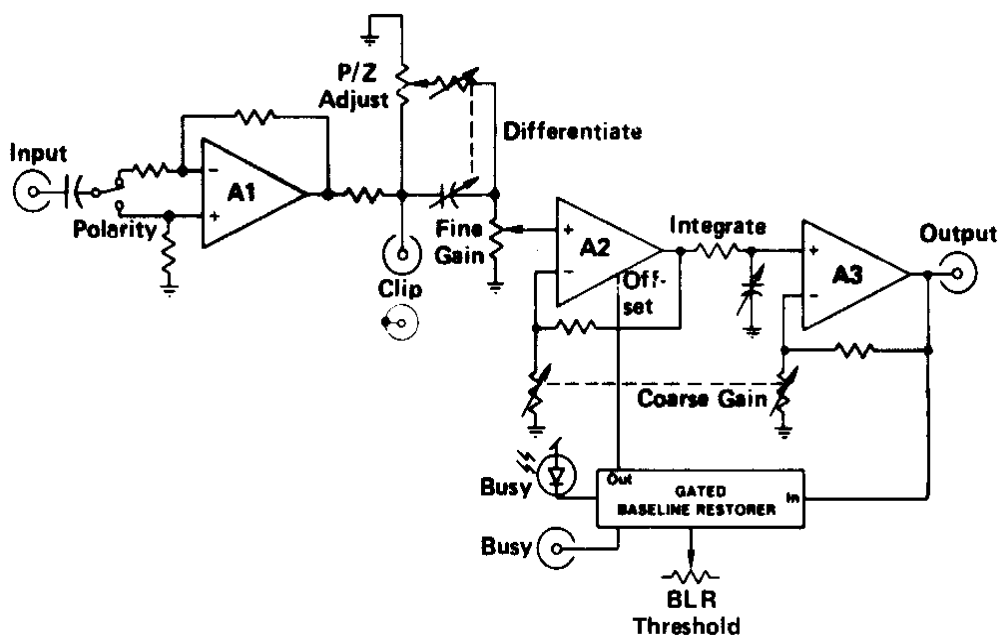 P/Z
Adjust
Differentiate
Input
A1
-
+
Polarity
Fine
Gain
Clip
+
A2
-
Off-
set
Integrate
+
A3
-
Output
Coarse Gain
Busy
Out
GATED
BASELINE RESTORER
In
Busy
BLR
Threshold